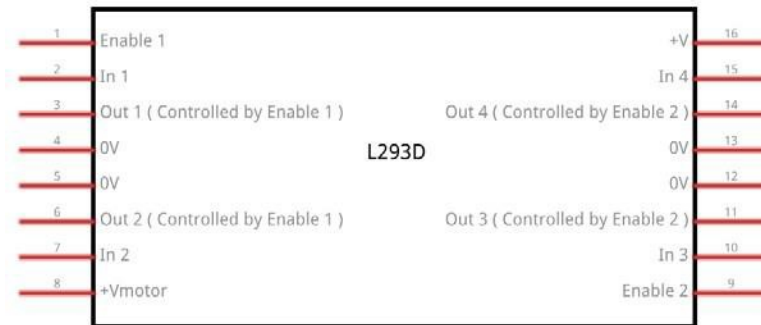 1 Enable 1 +V 16
2 In 1 In 4 15
3 Out 1 ( Controlled by Enable 1 ) Out 4 ( Controlled by Enable 2 ) 14
4 0V 0V 13
L293D
5 0V 0V 12
6 Out 2 ( Controlled by Enable 1 ) Out 3 ( Controlled by Enable 2 ) 11
7 In 2 In 3 10
8 +Vmotor Enable 2 9